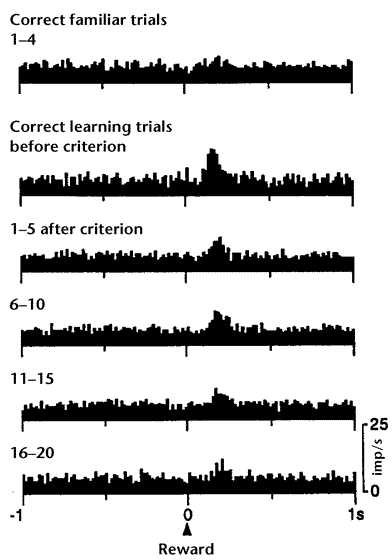 Correct familiar trials
1–4
Correct learning trials
before criterion
1–5 after criterion
6–10
11–15
16–20
25
imp/s
0
-1
0
1s
Reward